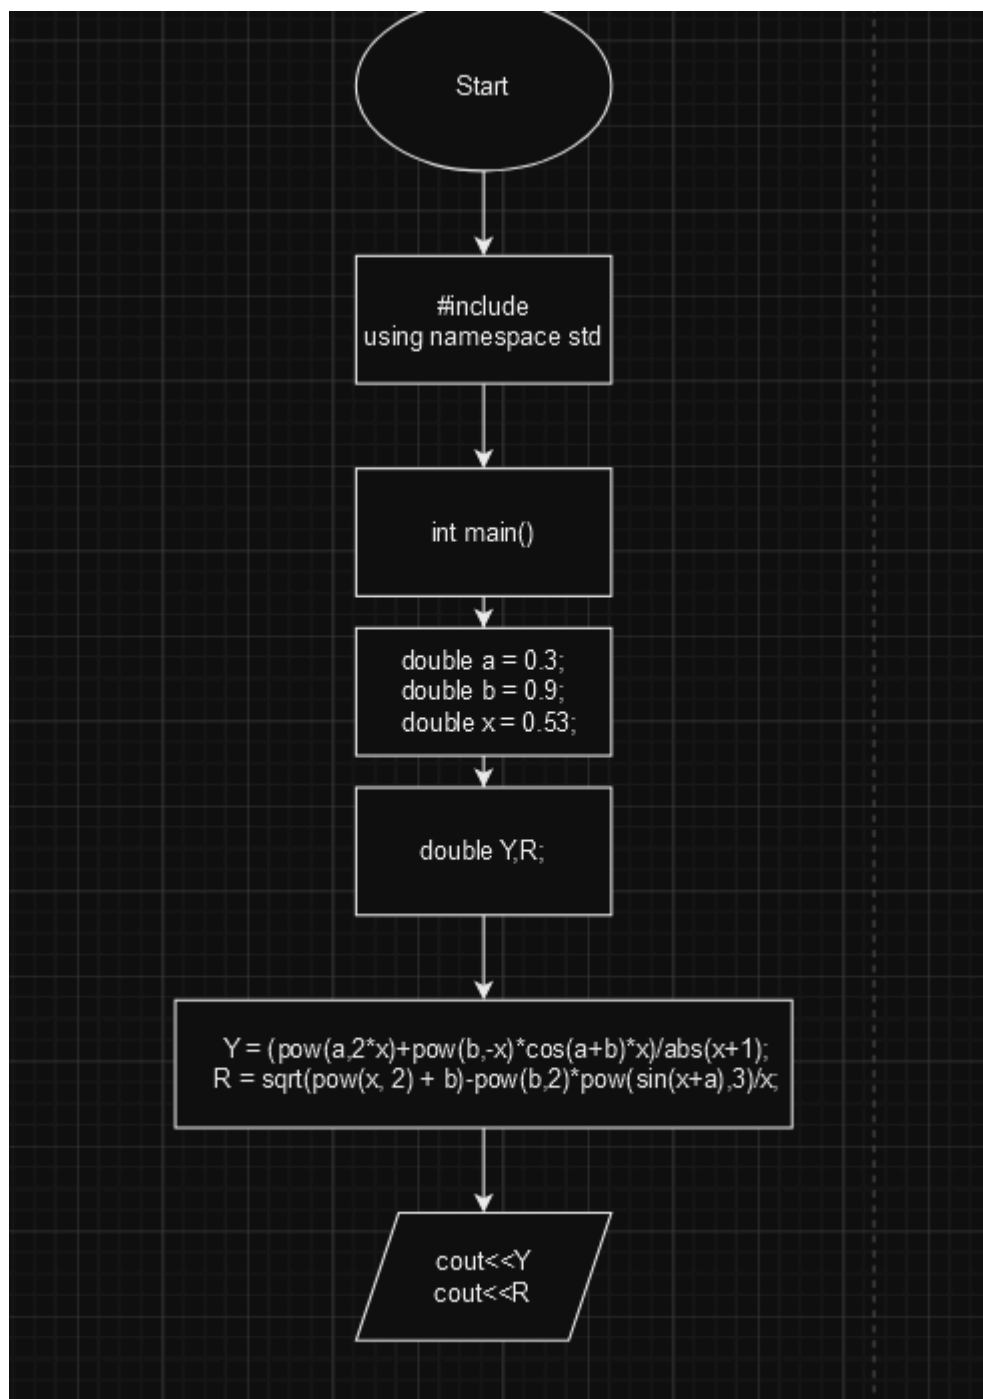 Start
#include
using namespace std
int main()
double a = 0.3;
double b = 0.9;
double x = 0.53;
double Y,R;
Y = (pow(a,2*x)+pow(b,-x)*cos(a+b)*x)/abs(x+1);
R = sqrt(pow(x, 2) + b)-pow(b,2)*pow(sin(x+a),3)/x;
cout<<Y
cout<<R